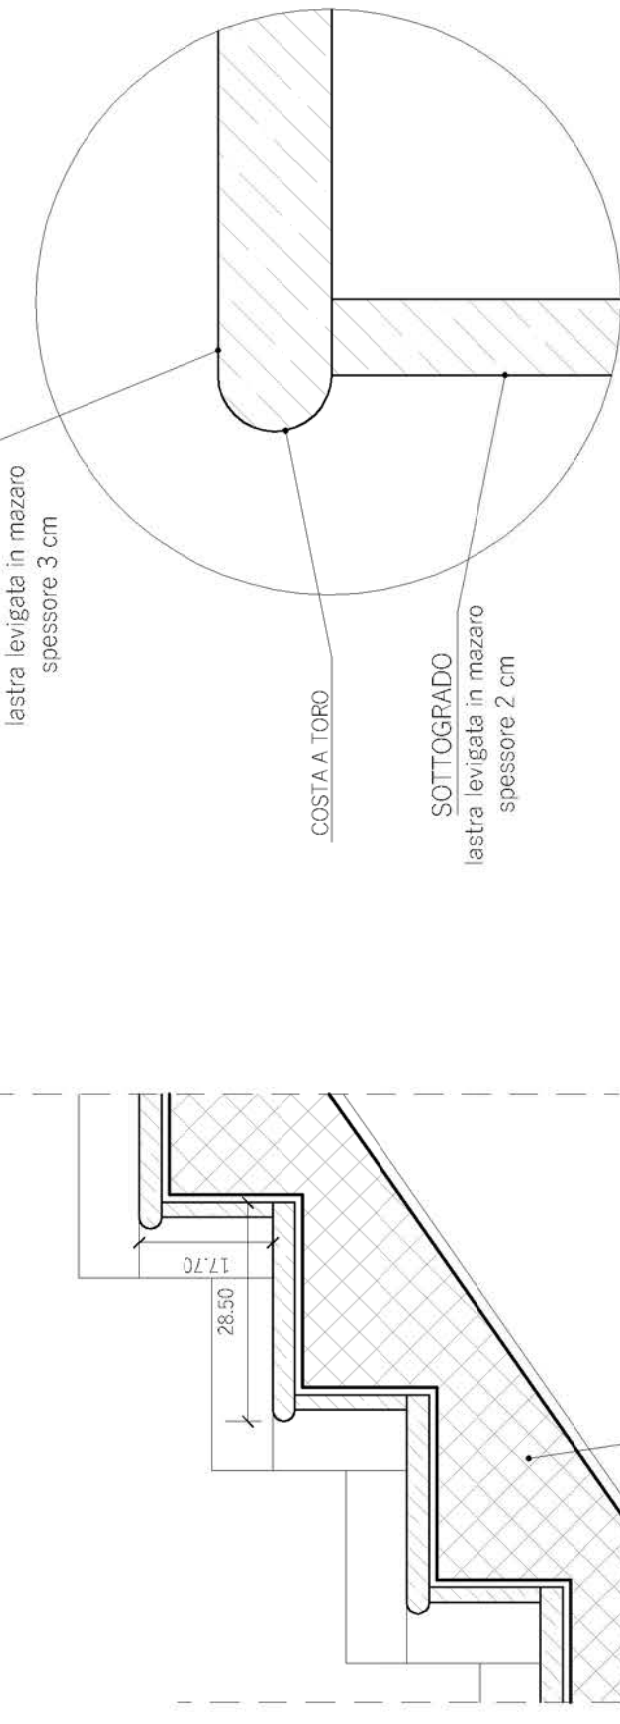 lastra levigata in mazaro
spessore 3 cm
COSTA A TORO
SOTTOGRADO
lastra levigata in mazaro
spessore 2 cm
17.70
28.50